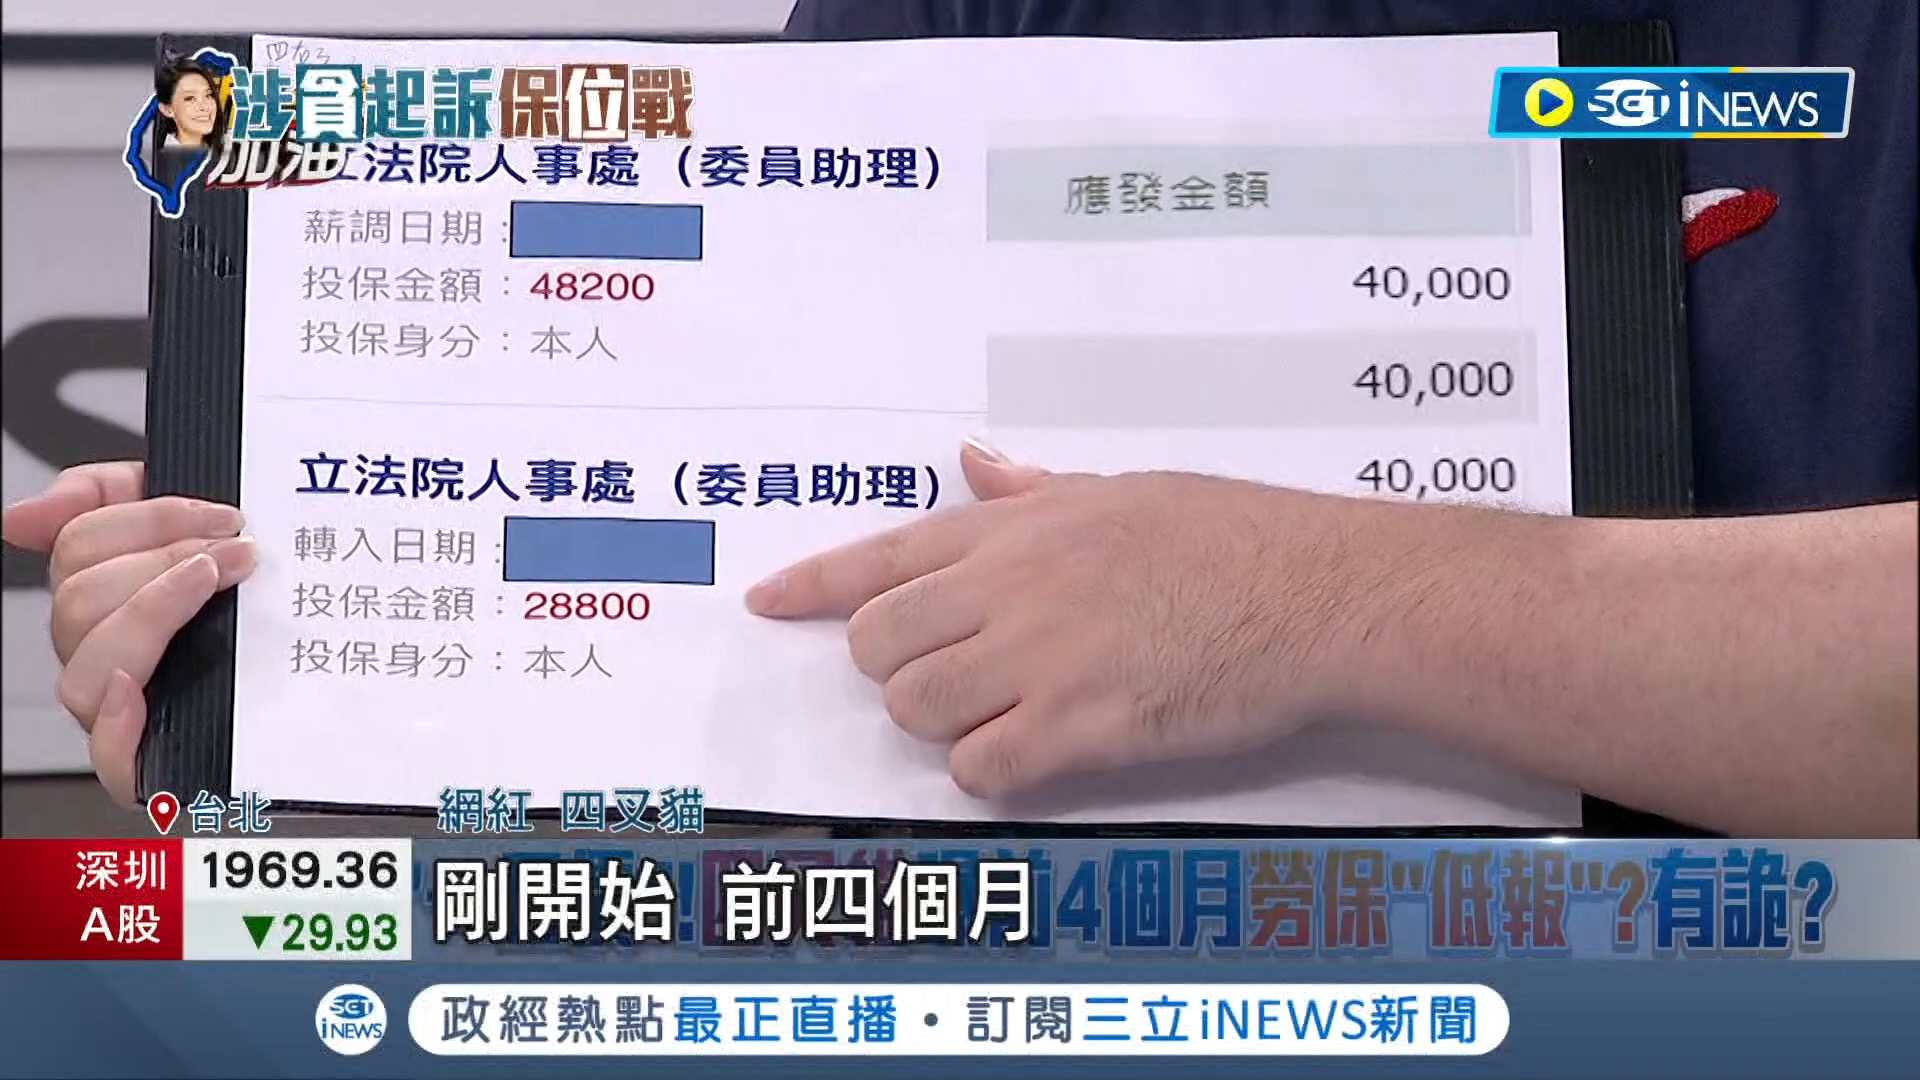 涉貪起訴保位戰
加油
SET iNEWS
立法院人事處（委員助理）
薪調日期：
投保金額：48200
投保身分：本人
應發金額
40,000
40,000
40,000
立法院人事處（委員助理）
轉入日期：
投保金額：28800
投保身分：本人
台北
網紅 四叉貓
深圳
A股
1969.36
▼29.93
剛開始 前四個月
4個月勞保"低報"?有詭?
SET iNEWS
政經熱點最正直播・訂閱三立iNEWS新聞